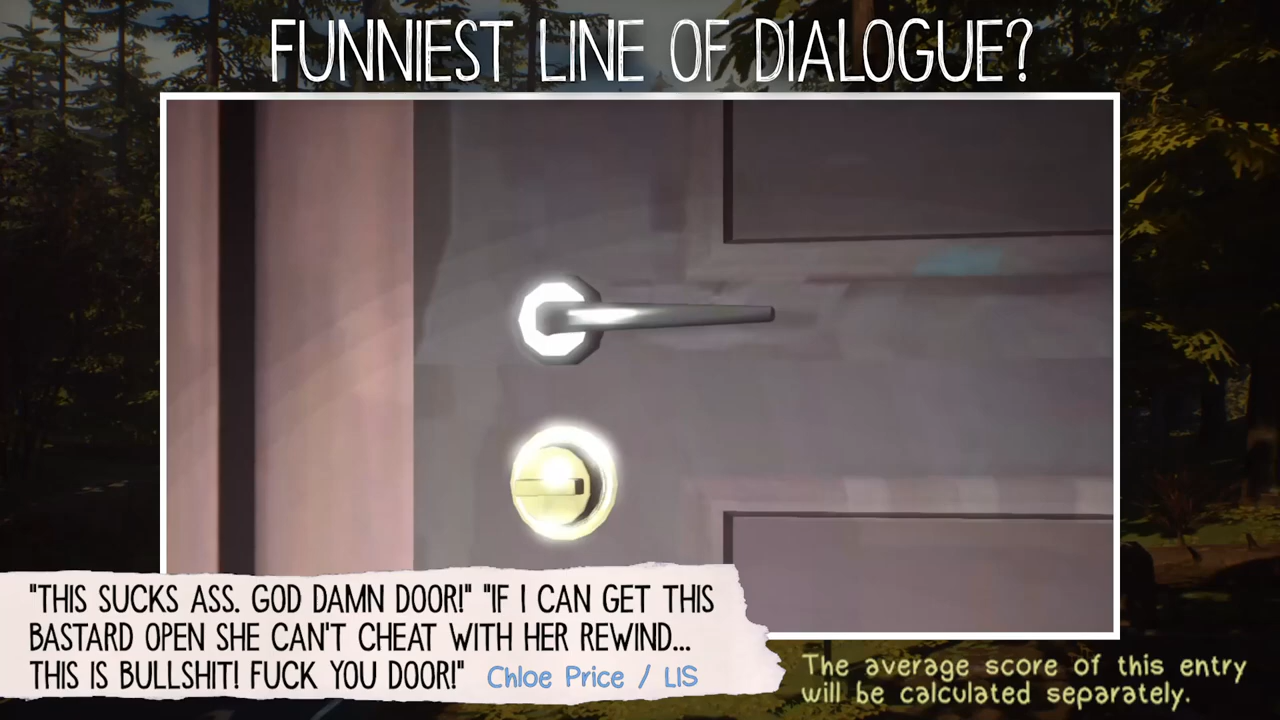 FUNNIEST LINE OF DIALOGUE?
"THIS SUCKS ASS. GOD DAMN DOOR!" "IF I CAN GET THIS
BASTARD OPEN SHE CAN'T CHEAT WITH HER REWIND...
THIS IS BULLSHIT! FUCK YOU DOOR!" Chloe Price / LIS
The average score of this entry
will be calculated separately.